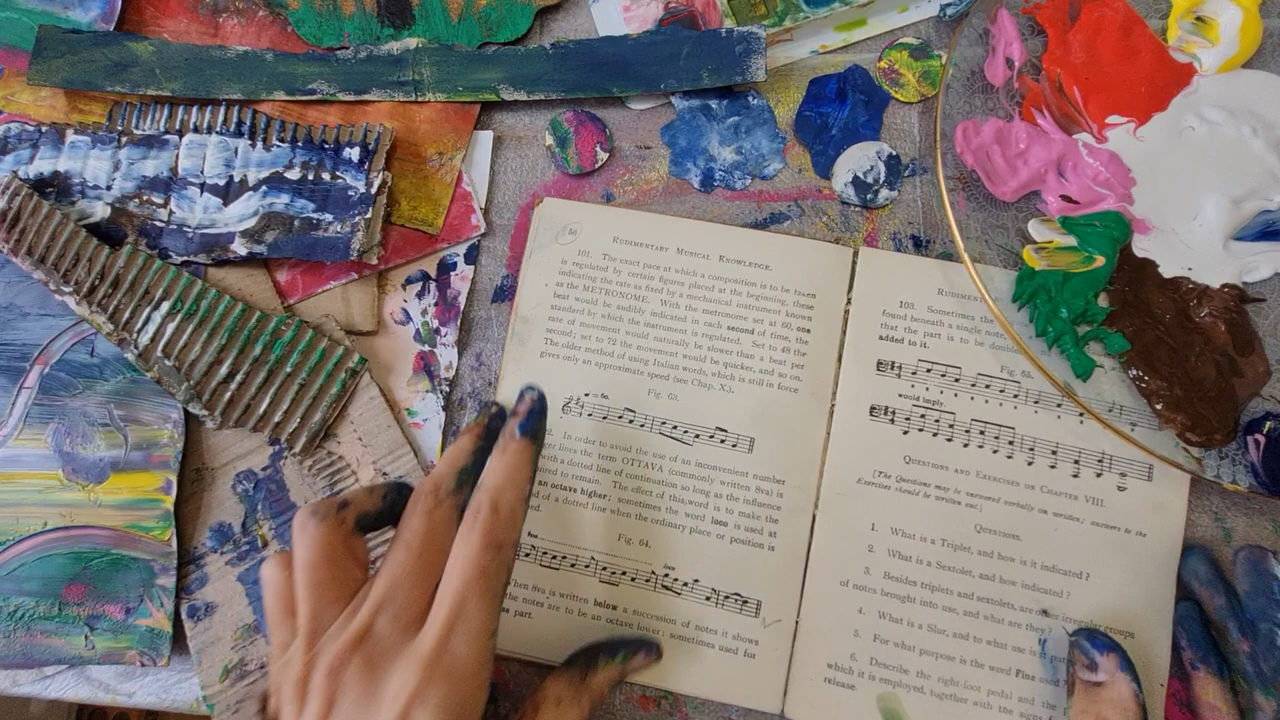 56
RUDIMENTARY MUSICAL KNOWLEDGE.
101. The exact pace at which a composition is to be taken
is regulated by certain figures placed at the beginning, these
indicating the rate as fixed by a mechanical instrument known
as the METRONOME. With the metronome set at 60, one
beat would be audibly indicated in each second of time, the
standard by which the instrument is regulated. Set to 48 the
rate of movement would naturally be slower than a beat per
second; set to 72 the movement would be quicker, and so on.
The older method of using Italian words, which is still in force
gives only an approximate speed (see Chap. X.).
Fig. 63.
= 60.
2. In order to avoid the use of an inconvenient number
ger lines the term OTTAVA (commonly written 8va) is
with a dotted line of continuation so long as the influence
uired to remain. The effect of this word is to make the
an octave higher; sometimes the word loco is used at
d of a dotted line when the ordinary place or position is
ed.
Fig. 64.
8va
loco
When 8va is written below a succession of notes it shows
the notes are to be an octave lower: sometimes used for
part.
RUDIMEN
103. Sometimes the
found beneath a single note,
that the part is to be double
added to it.
Fig. 65.
would imply.
QUESTIONS AND EXERCISES ON CHAPTER VIII.
[The Questions may be answered verbally or written; answers to the
Exercises should be written out.]
QUESTIONS.
1. What is a Triplet, and how is it indicated?
2. What is a Sextolet, and how indicated?
3. Besides triplets and sextolets, are other irregular groups
of notes brought into use, and what are they?
4. What is a Slur, and to what use is it put
5. For what purpose is the word Fine used?
6. Describe the right-foot pedal and the
which it is employed, together with the signs
release.